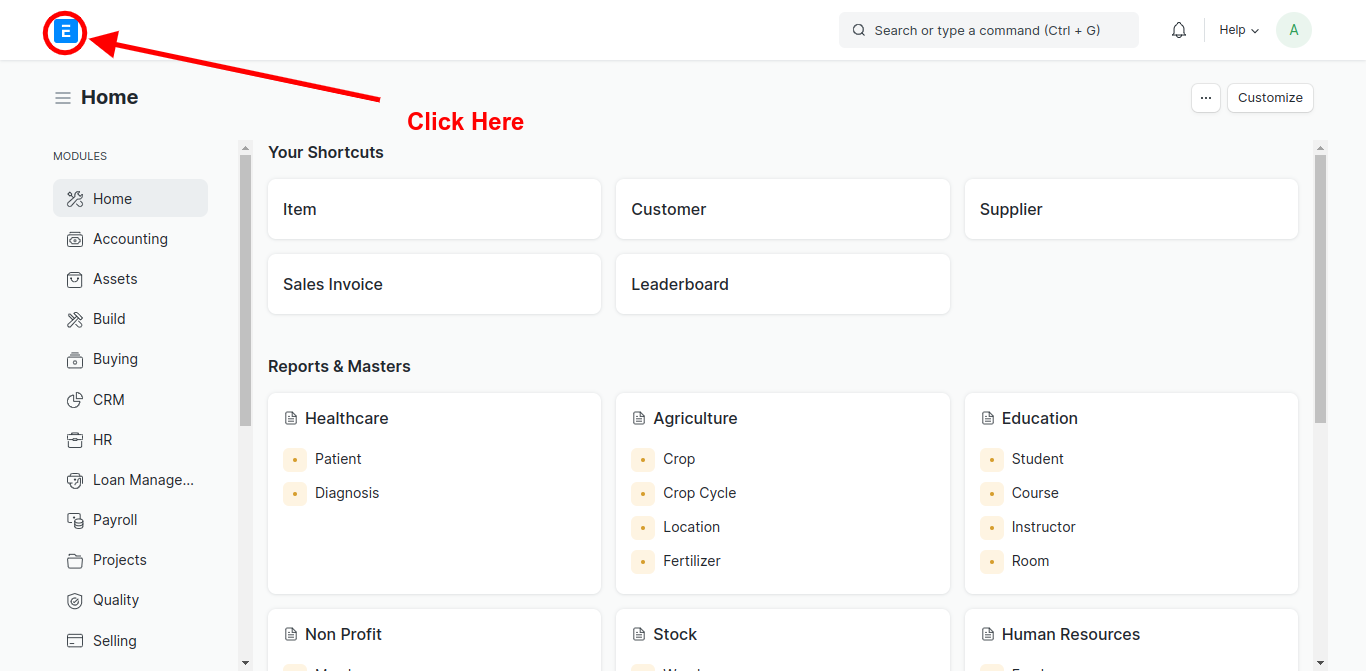 E
Search or type a command (Ctrl + G)
Help
A
Home
...
Customize
Click Here
MODULES
Home
Accounting
Assets
Build
Buying
CRM
HR
Loan Manage...
Payroll
Projects
Quality
Selling
Your Shortcuts
Item
Customer
Supplier
Sales Invoice
Leaderboard
Reports & Masters
Healthcare
Patient
Diagnosis
Agriculture
Crop
Crop Cycle
Location
Fertilizer
Education
Student
Course
Instructor
Room
Non Profit
Stock
Human Resources